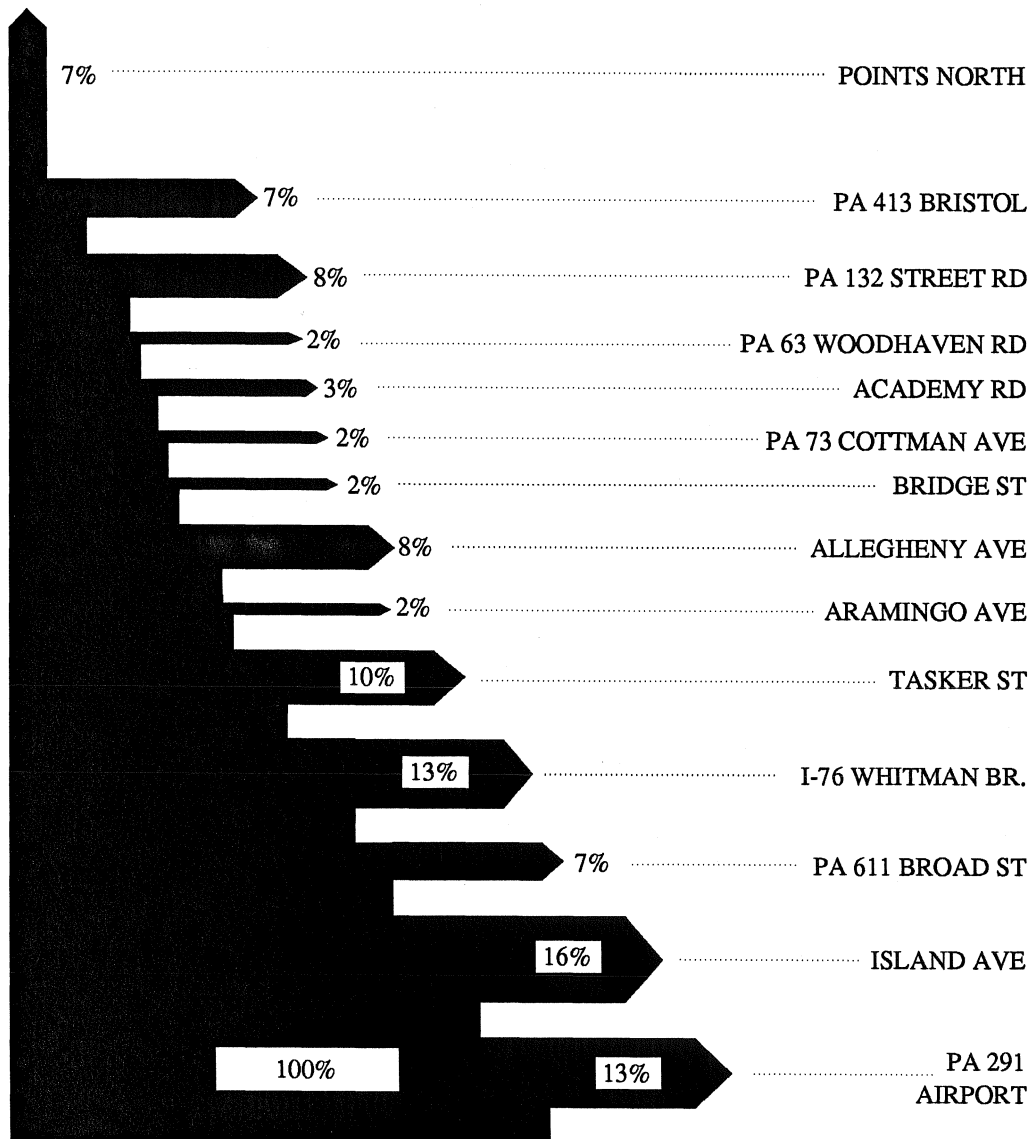 7% POINTS NORTH
7% PA 413 BRISTOL
8% PA 132 STREET RD
2% PA 63 WOODHAVEN RD
3% ACADEMY RD
2% PA 73 COTTMAN AVE
2% BRIDGE ST
8% ALLEGHENY AVE
2% ARAMINGO AVE
10% TASKER ST
13% I-76 WHITMAN BR.
7% PA 611 BROAD ST
16% ISLAND AVE
100% 13% PA 291
AIRPORT